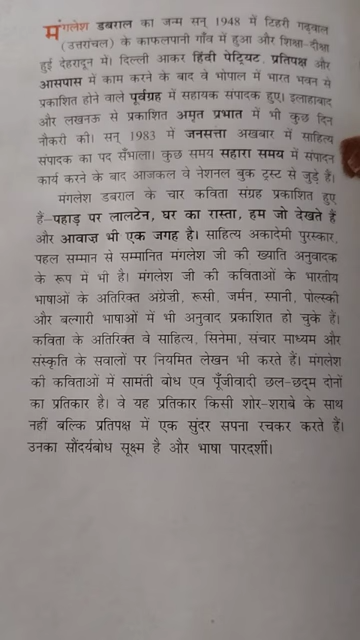 मंगलेश डबराल का जन्म सन् 1948 में टिहरी गढ़वाल
(उत्तरांचल) के काफलपानी गाँव में हुआ और शिक्षा-दीक्षा
हुई देहरादून में। दिल्ली आकर हिंदी पेट्रियट, प्रतिपक्ष और
आसपास में काम करने के बाद वे भोपाल में भारत भवन से
प्रकाशित होने वाले पूर्वग्रह में सहायक संपादक हुए। इलाहाबाद
और लखनऊ से प्रकाशित अमृत प्रभात में भी कुछ दिन
नौकरी की। सन् 1983 में जनसत्ता अखबार में साहित्य
संपादक का पद सँभाला। कुछ समय सहारा समय में संपादन
कार्य करने के बाद आजकल वे नेशनल बुक ट्रस्ट से जुड़े हैं।
मंगलेश डबराल के चार कविता संग्रह प्रकाशित हुए
हैं–पहाड़ पर लालटेन, घर का रास्ता, हम जो देखते हैं
और आवाज़ भी एक जगह है। साहित्य अकादेमी पुरस्कार,
पहल सम्मान से सम्मानित मंगलेश जी की ख्याति अनुवादक
के रूप में भी है। मंगलेश जी की कविताओं के भारतीय
भाषाओं के अतिरिक्त अंग्रेज़ी, रूसी, जर्मन, स्पानी, पोल्स्की
और बल्गारी भाषाओं में भी अनुवाद प्रकाशित हो चुके हैं।
कविता के अतिरिक्त वे साहित्य, सिनेमा, संचार माध्यम और
संस्कृति के सवालों पर नियमित लेखन भी करते हैं। मंगलेश
की कविताओं में सामंती बोध एव पूँजीवादी छल-छद्म दोनों
का प्रतिकार है। वे यह प्रतिकार किसी शोर-शराबे के साथ
नहीं बल्कि प्रतिपक्ष में एक सुंदर सपना रचकर करते हैं।
उनका सौंदर्यबोध सूक्ष्म है और भाषा पारदर्शी।